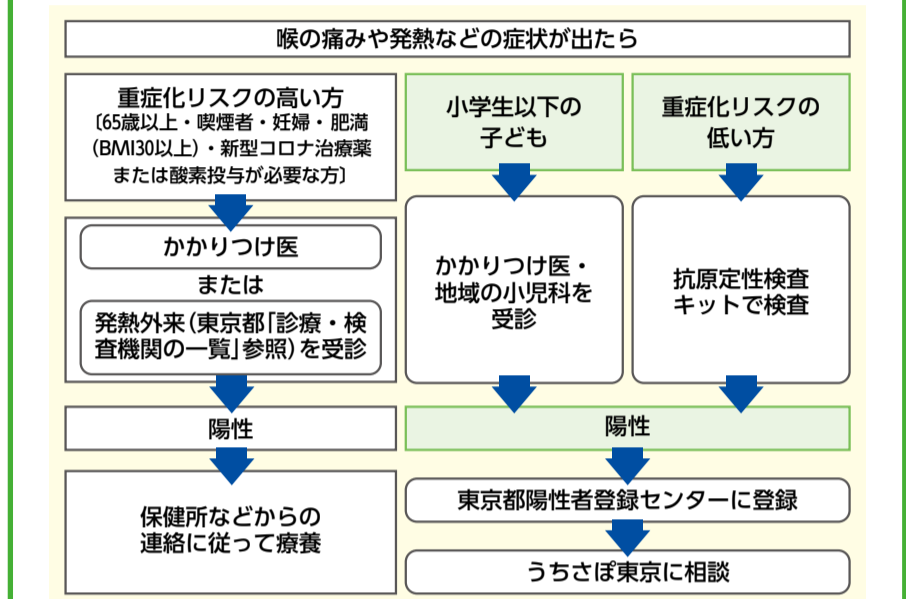 喉の痛みや発熱などの症状が出たら
重症化リスクの高い方
〔65歳以上・喫煙者・妊婦・肥満
(BMI30以上)・新型コロナ治療薬
または酸素投与が必要な方〕
かかりつけ医
または
発熱外来(東京都「診療・検
査機関の一覧」参照)を受診
陽性
保健所などからの
連絡に従って療養
小学生以下の
子ども
かかりつけ医・
地域の小児科を
受診
重症化リスクの
低い方
抗原定性検査
キットで検査
陽性
東京都陽性者登録センターに登録
うちさぽ東京に相談